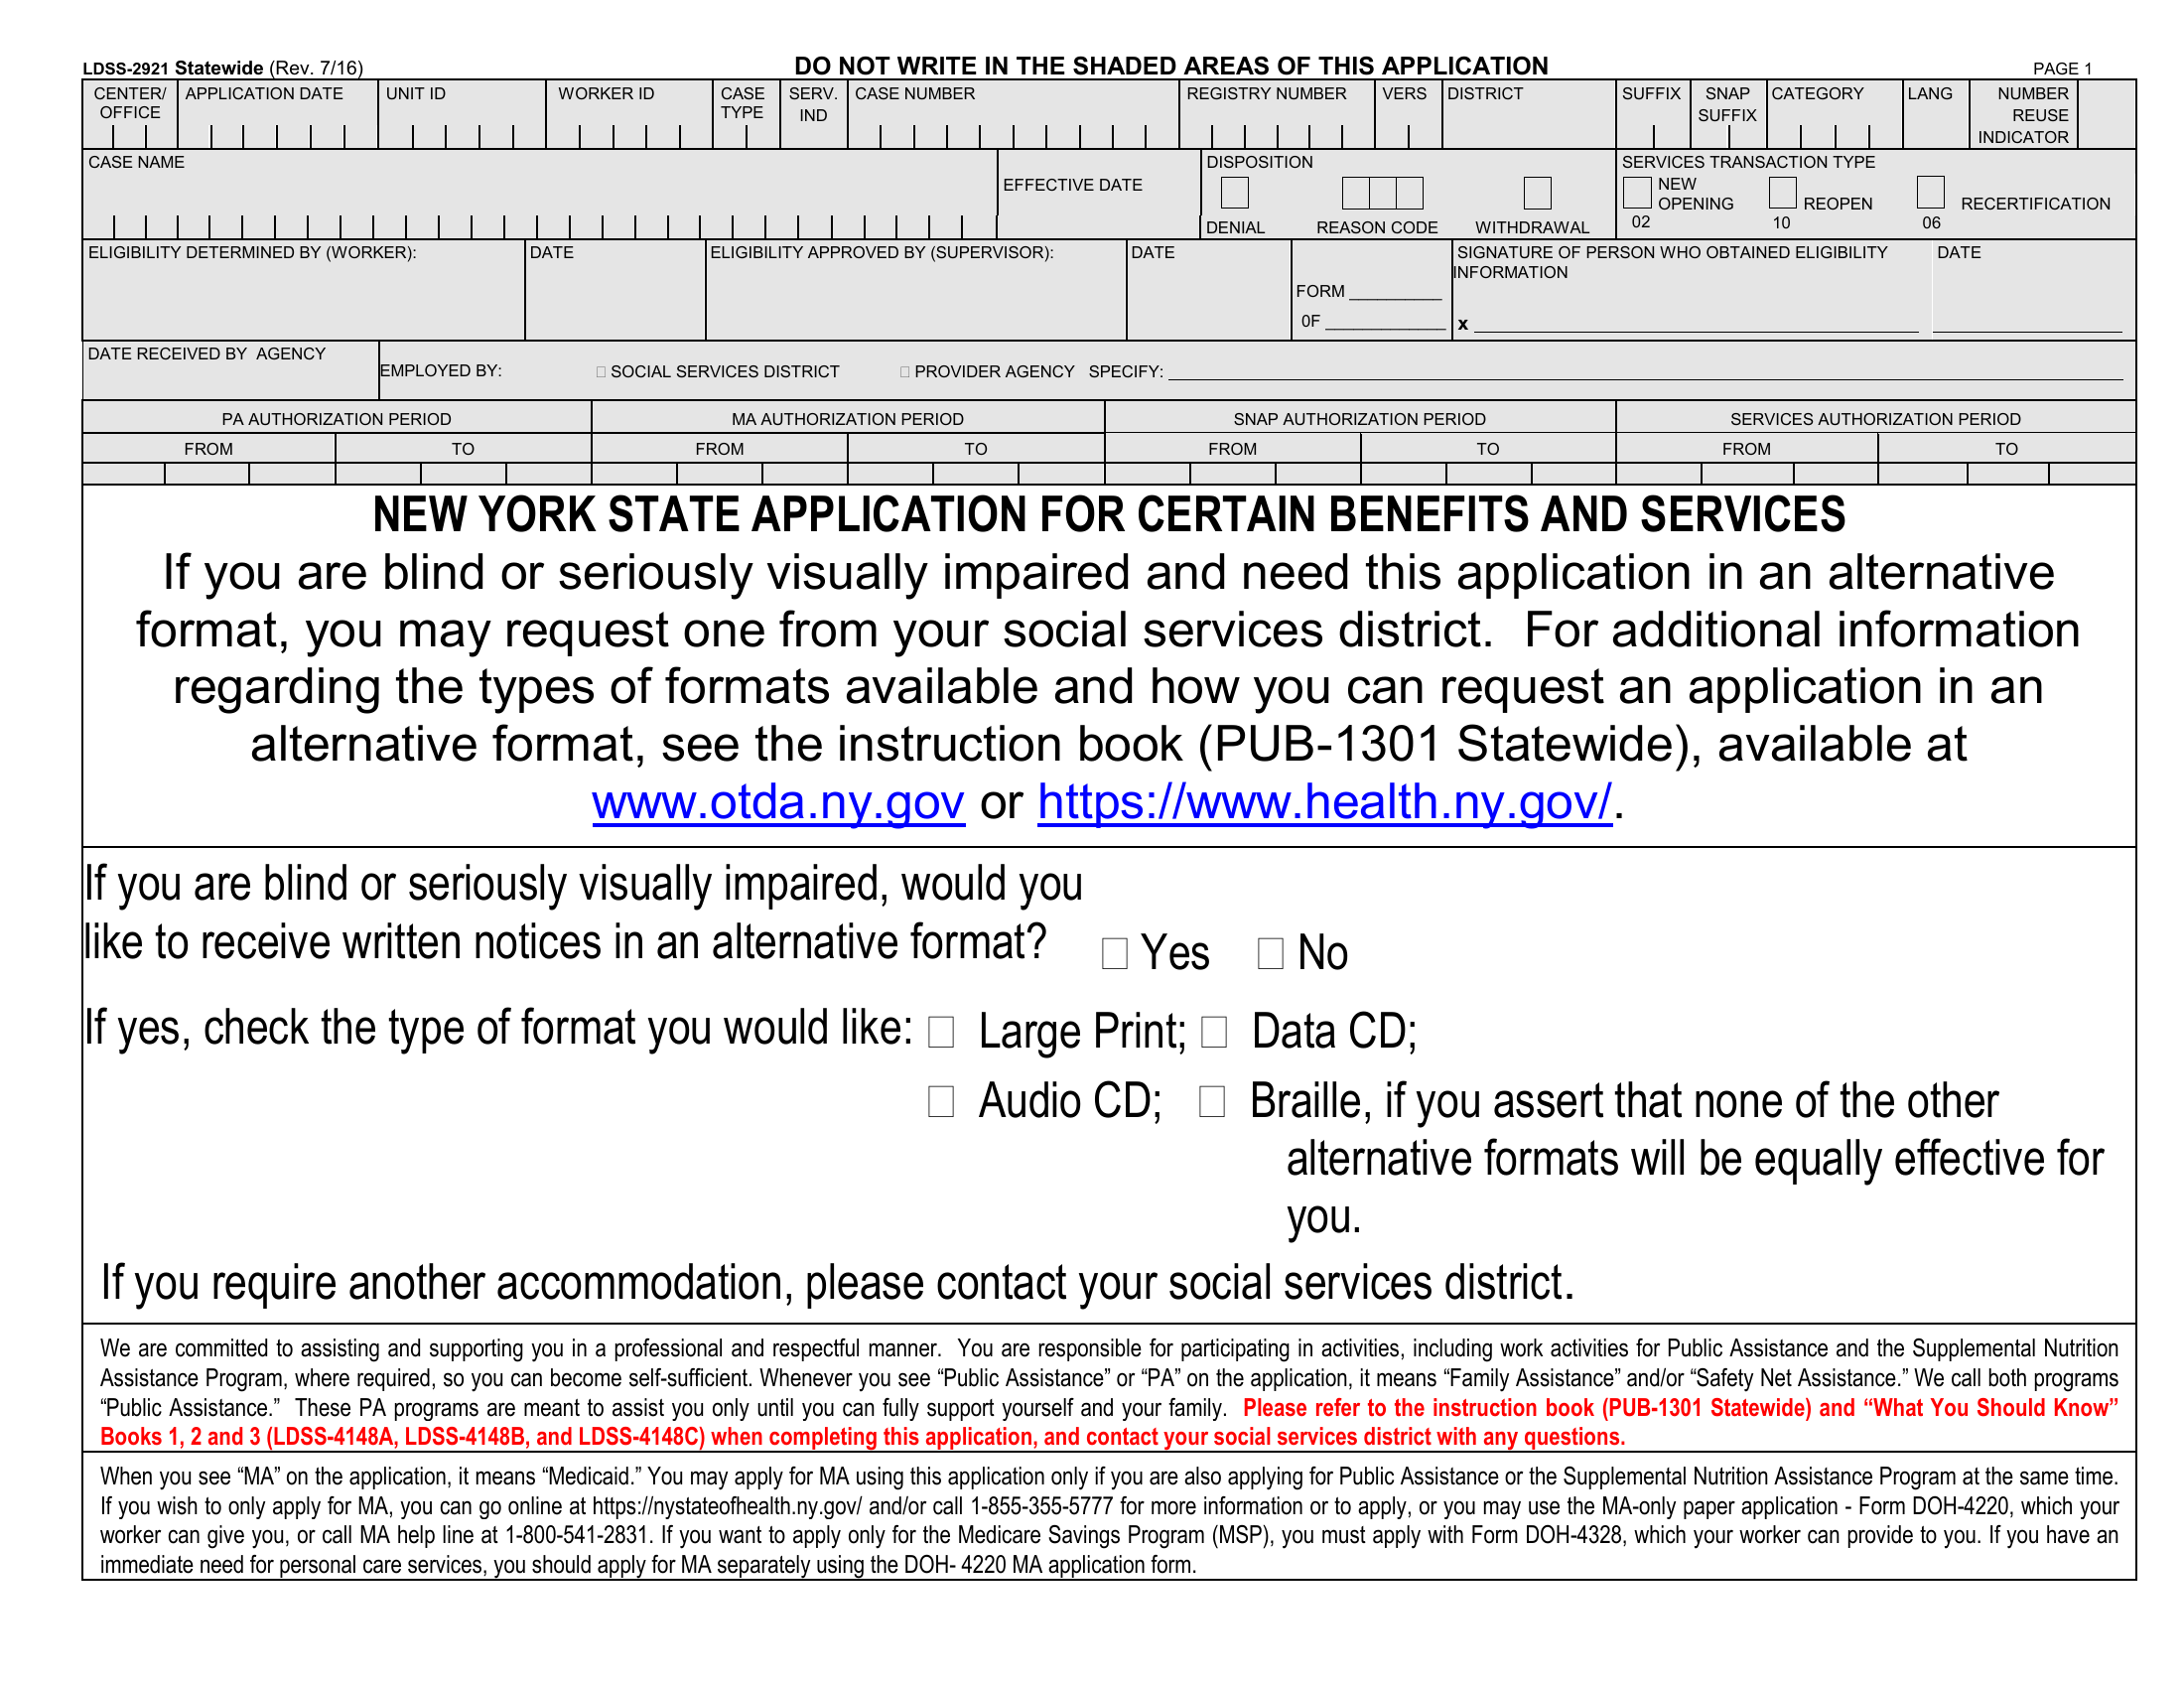 LDSS-2921 Statewide (Rev. 7/16) DO NOT WRITE IN THE SHADED AREAS OF THIS APPLICATION PAGE 1
CENTER/ OFFICE APPLICATION DATE UNIT ID WORKER ID CASE TYPE SERV. IND CASE NUMBER REGISTRY NUMBER VERS DISTRICT SUFFIX SNAP SUFFIX CATEGORY LANG NUMBER REUSE INDICATOR
CASE NAME
EFFECTIVE DATE
DISPOSITION
DENIAL REASON CODE WITHDRAWAL
SERVICES TRANSACTION TYPE
NEW OPENING REOPEN RECERTIFICATION
02 10 06
ELIGIBILITY DETERMINED BY (WORKER): DATE ELIGIBILITY APPROVED BY (SUPERVISOR): DATE
FORM __________
0F _____________
SIGNATURE OF PERSON WHO OBTAINED ELIGIBILITY INFORMATION DATE
x
DATE RECEIVED BY AGENCY
EMPLOYED BY: □ SOCIAL SERVICES DISTRICT □ PROVIDER AGENCY SPECIFY:
PA AUTHORIZATION PERIOD MA AUTHORIZATION PERIOD SNAP AUTHORIZATION PERIOD SERVICES AUTHORIZATION PERIOD
FROM TO FROM TO FROM TO FROM TO
NEW YORK STATE APPLICATION FOR CERTAIN BENEFITS AND SERVICES
If you are blind or seriously visually impaired and need this application in an alternative
format, you may request one from your social services district. For additional information
regarding the types of formats available and how you can request an application in an
alternative format, see the instruction book (PUB-1301 Statewide), available at
www.otda.ny.gov or https://www.health.ny.gov/.
If you are blind or seriously visually impaired, would you
like to receive written notices in an alternative format? □ Yes □ No
If yes, check the type of format you would like: □ Large Print; □ Data CD;
□ Audio CD; □ Braille, if you assert that none of the other
alternative formats will be equally effective for
you.
If you require another accommodation, please contact your social services district.
We are committed to assisting and supporting you in a professional and respectful manner. You are responsible for participating in activities, including work activities for Public Assistance and the Supplemental Nutrition
Assistance Program, where required, so you can become self-sufficient. Whenever you see “Public Assistance” or “PA” on the application, it means “Family Assistance” and/or “Safety Net Assistance.” We call both programs
“Public Assistance.” These PA programs are meant to assist you only until you can fully support yourself and your family. Please refer to the instruction book (PUB-1301 Statewide) and “What You Should Know”
Books 1, 2 and 3 (LDSS-4148A, LDSS-4148B, and LDSS-4148C) when completing this application, and contact your social services district with any questions.
When you see “MA” on the application, it means “Medicaid.” You may apply for MA using this application only if you are also applying for Public Assistance or the Supplemental Nutrition Assistance Program at the same time.
If you wish to only apply for MA, you can go online at https://nystateofhealth.ny.gov/ and/or call 1-855-355-5777 for more information or to apply, or you may use the MA-only paper application - Form DOH-4220, which your
worker can give you, or call MA help line at 1-800-541-2831. If you want to apply only for the Medicare Savings Program (MSP), you must apply with Form DOH-4328, which your worker can provide to you. If you have an
immediate need for personal care services, you should apply for MA separately using the DOH- 4220 MA application form.